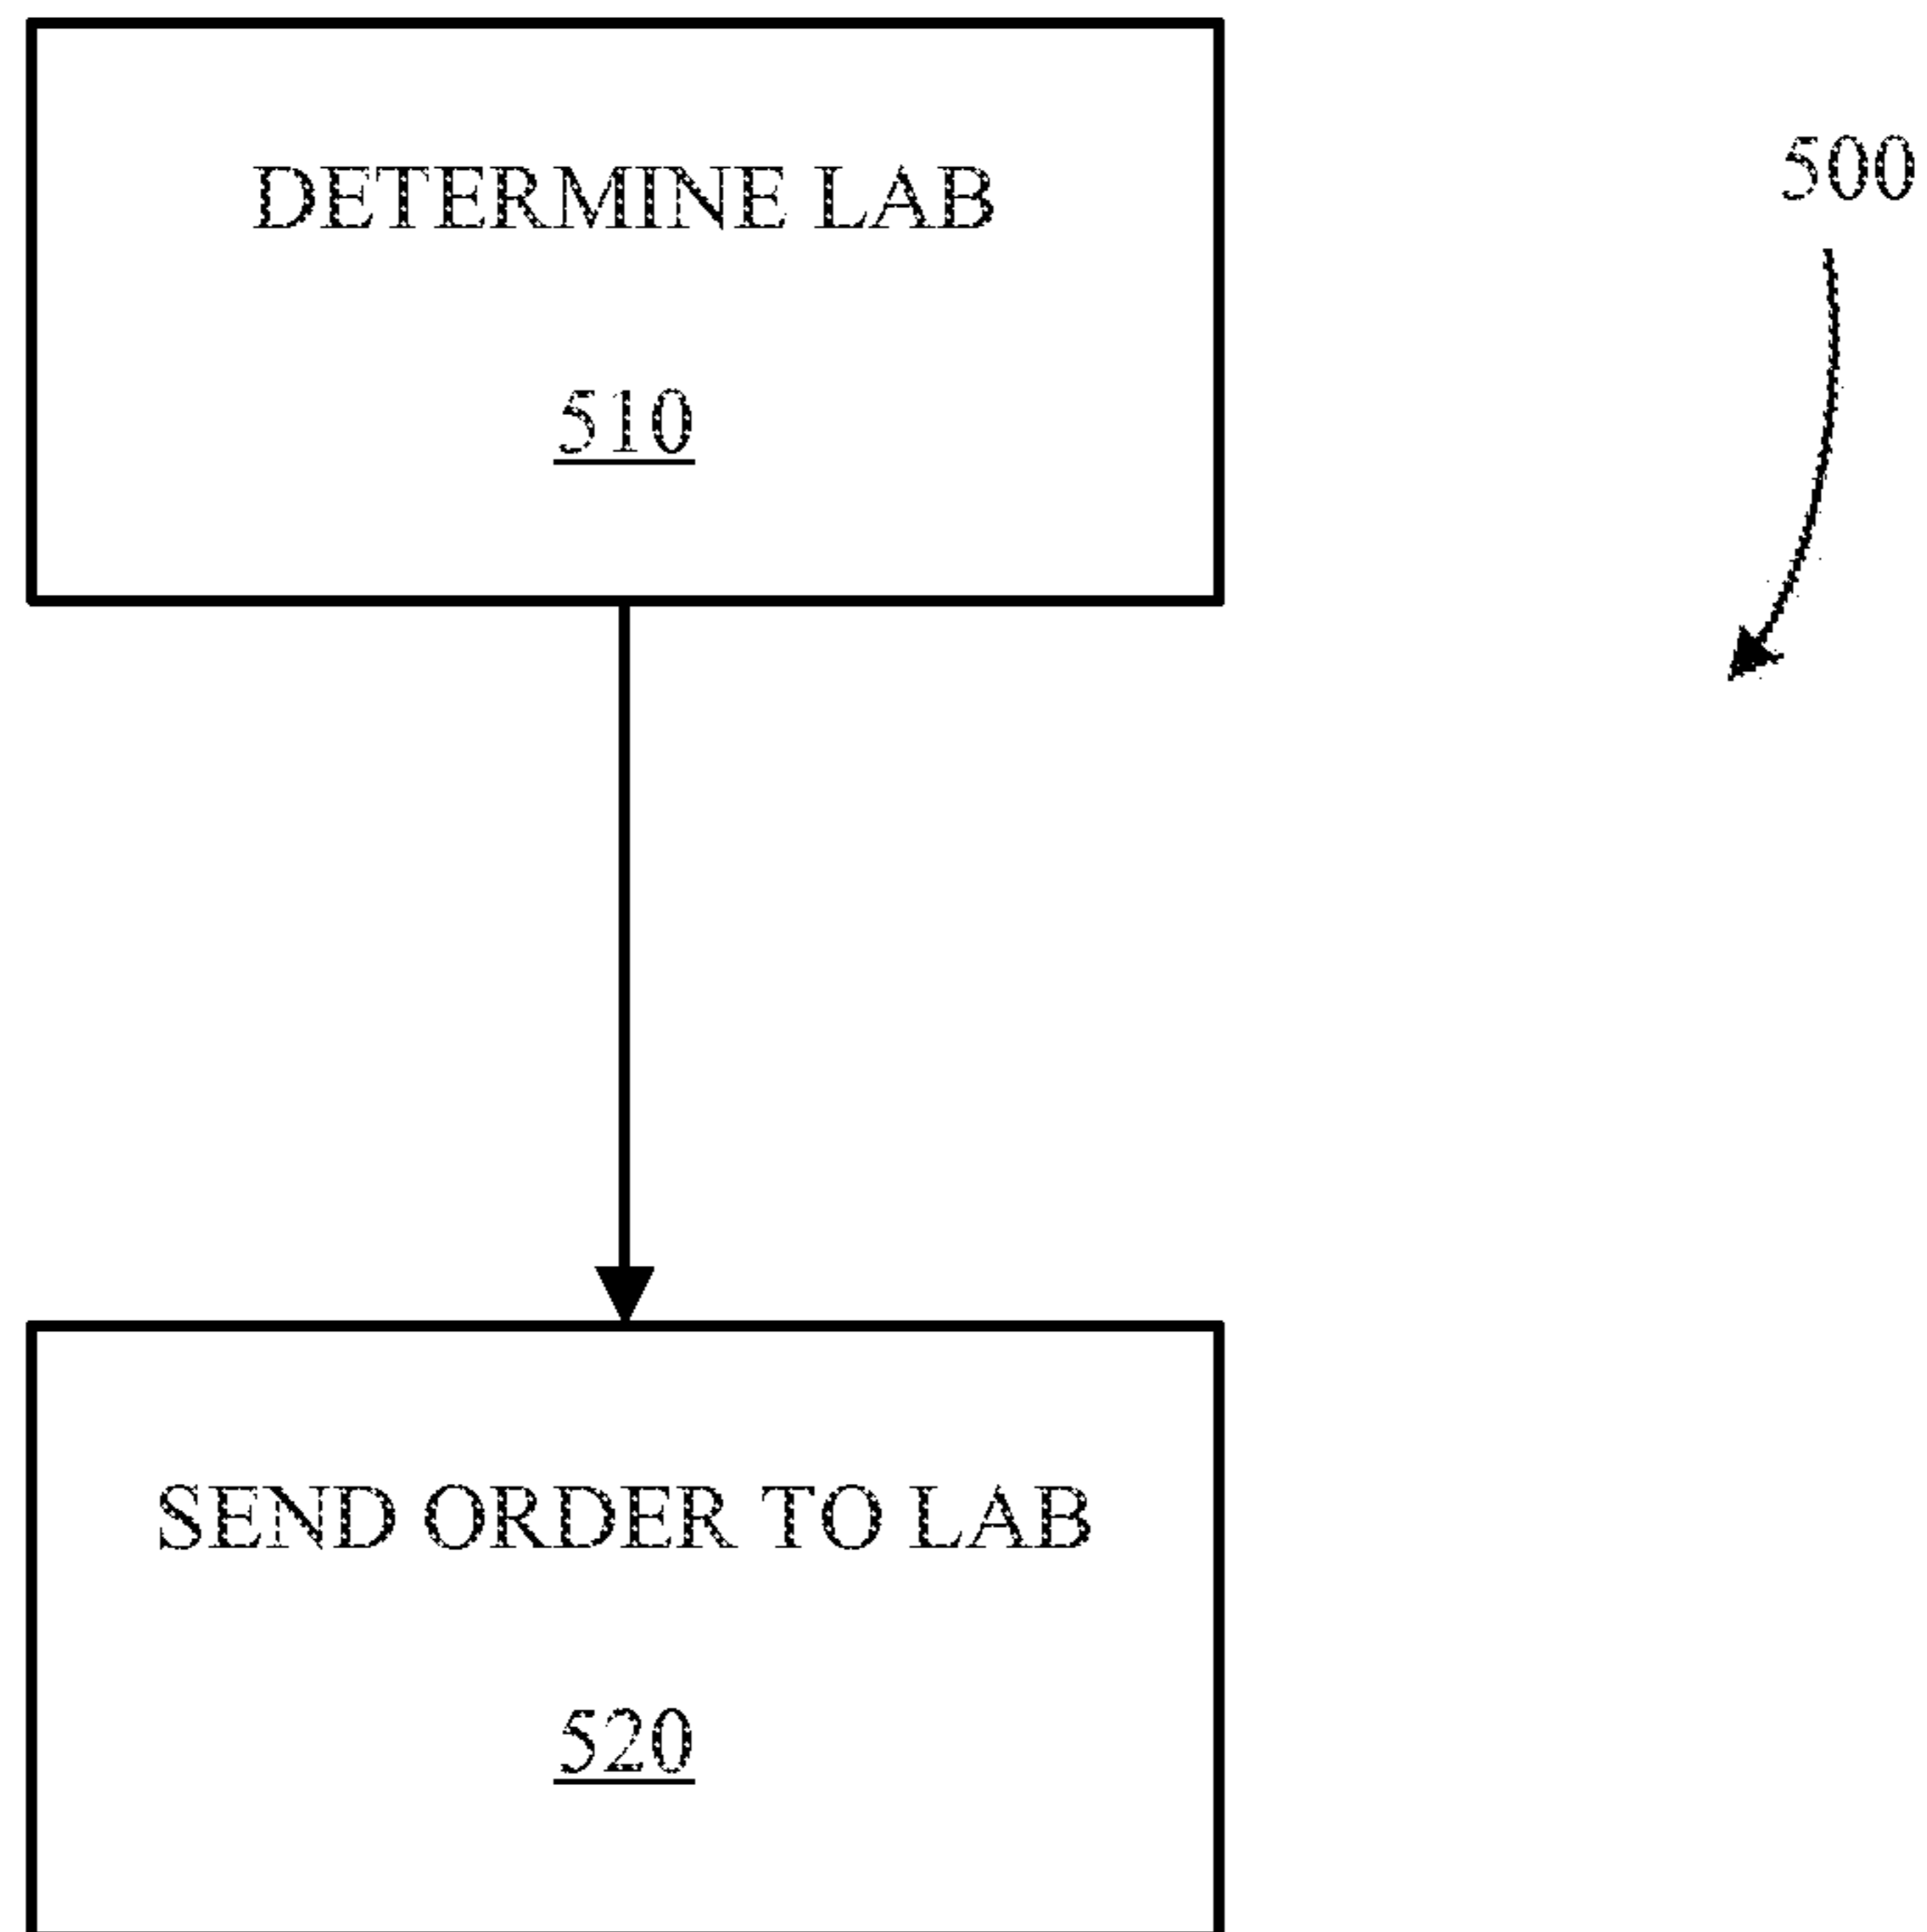 DETERMINE LAB
510
500
SEND ORDER TO LAB
520